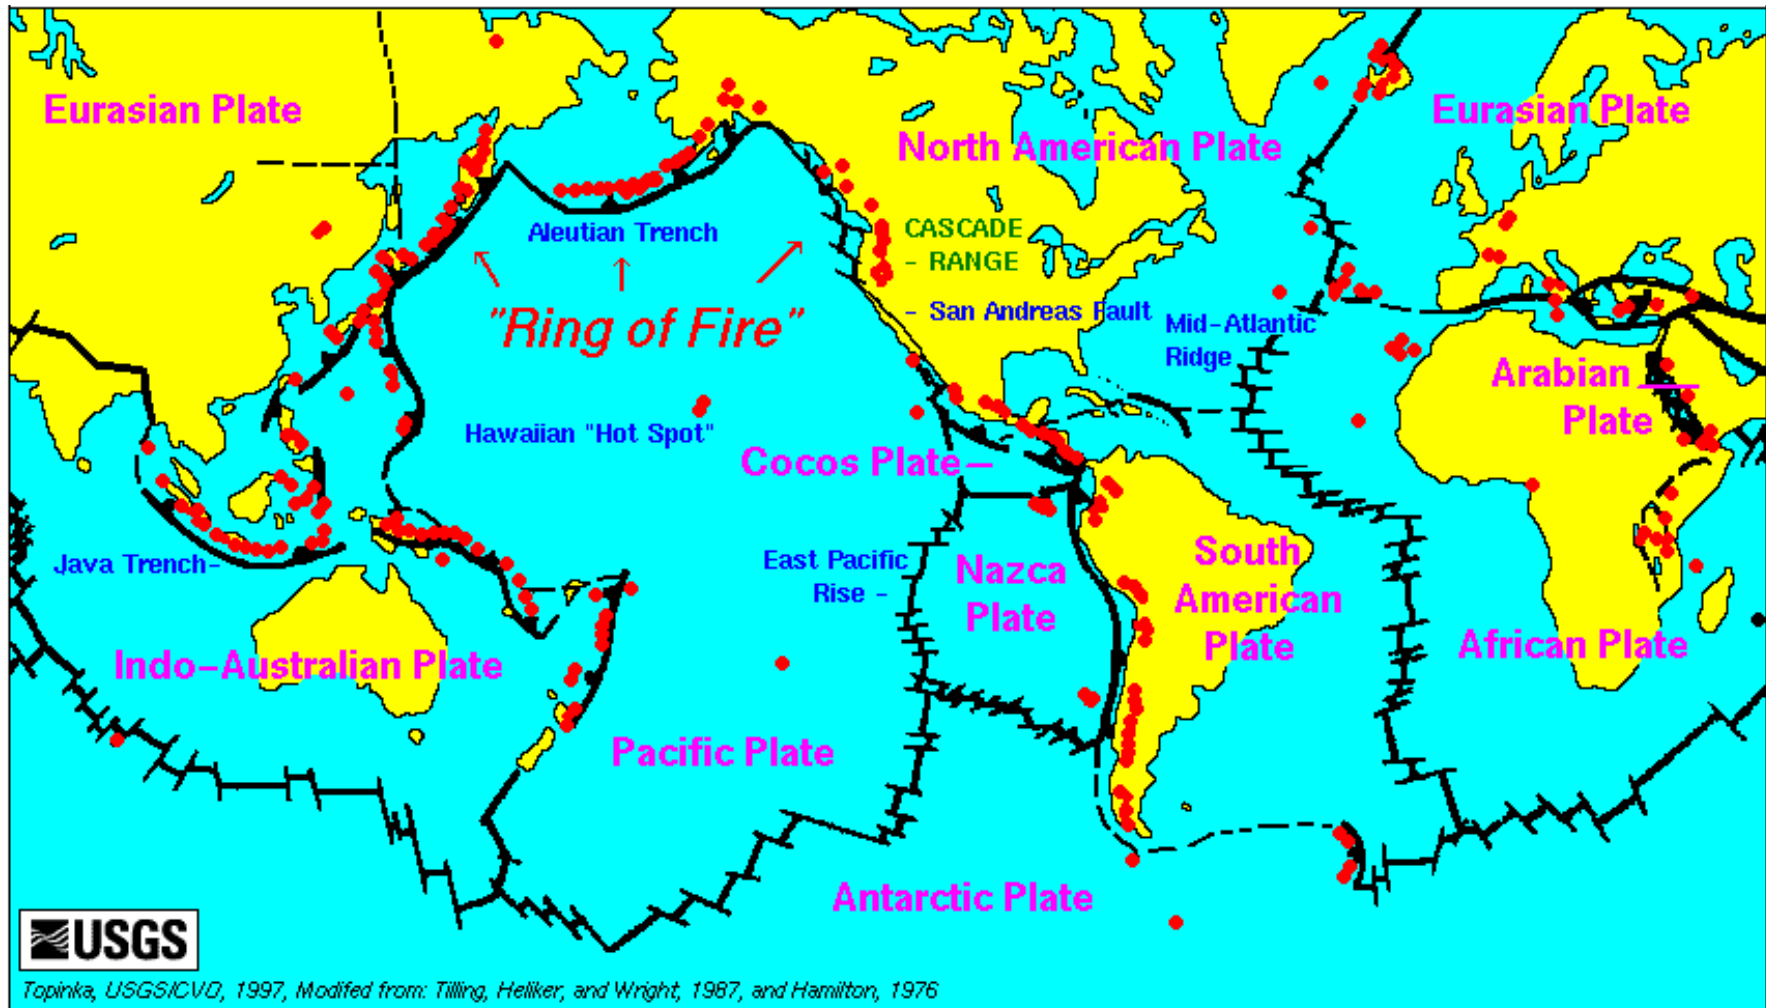 Eurasian Plate
Eurasian Plate
North American Plate
Aleutian Trench
CASCADE
- RANGE
"Ring of Fire"
- San Andreas Fault
Mid-Atlantic
Ridge
Arabian
Plate
Hawaiian "Hot Spot"
Cocos Plate
Java Trench-
East Pacific
Rise -
Nazca
Plate
South
American
Plate
Indo-Australian Plate
African Plate
Pacific Plate
Antarctic Plate
USGS
Topinka, USGS/CVO, 1997, Modifed from: Tilling, Heliker, and Wright, 1987, and Hamilton, 1976